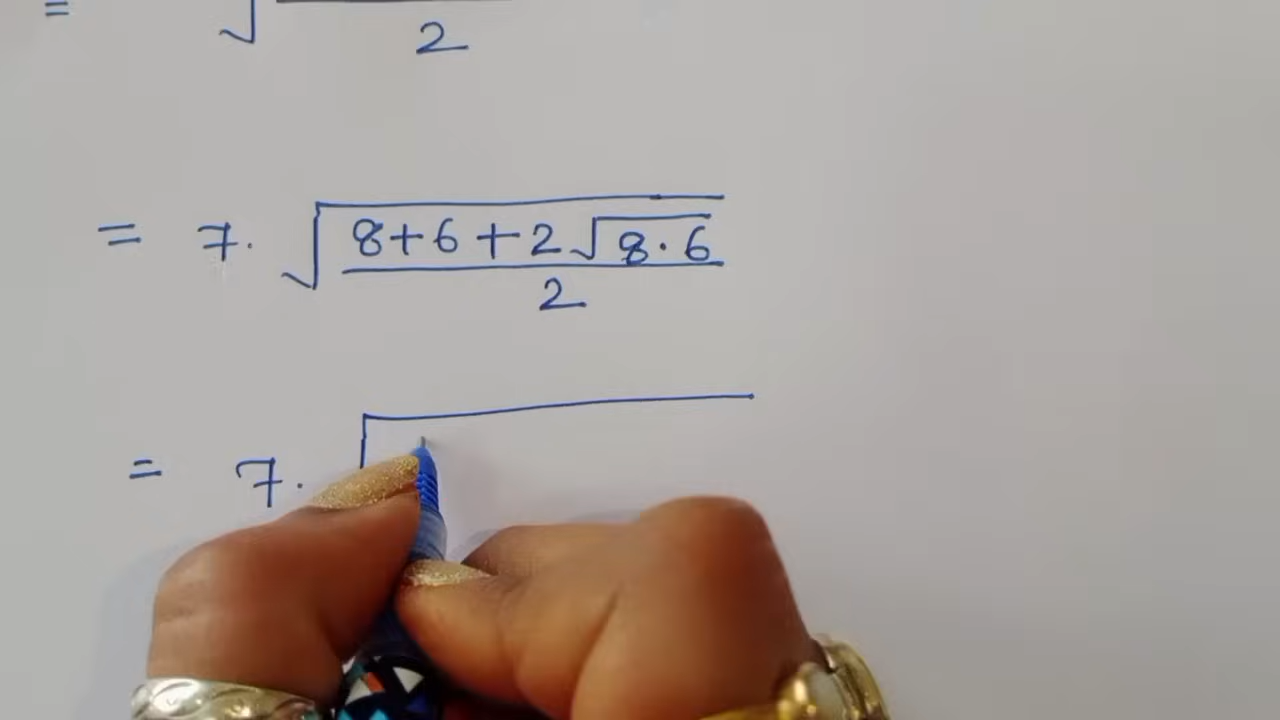 = √ 2
= 7. √((8+6+2√(8·6))/2)
= 7. √